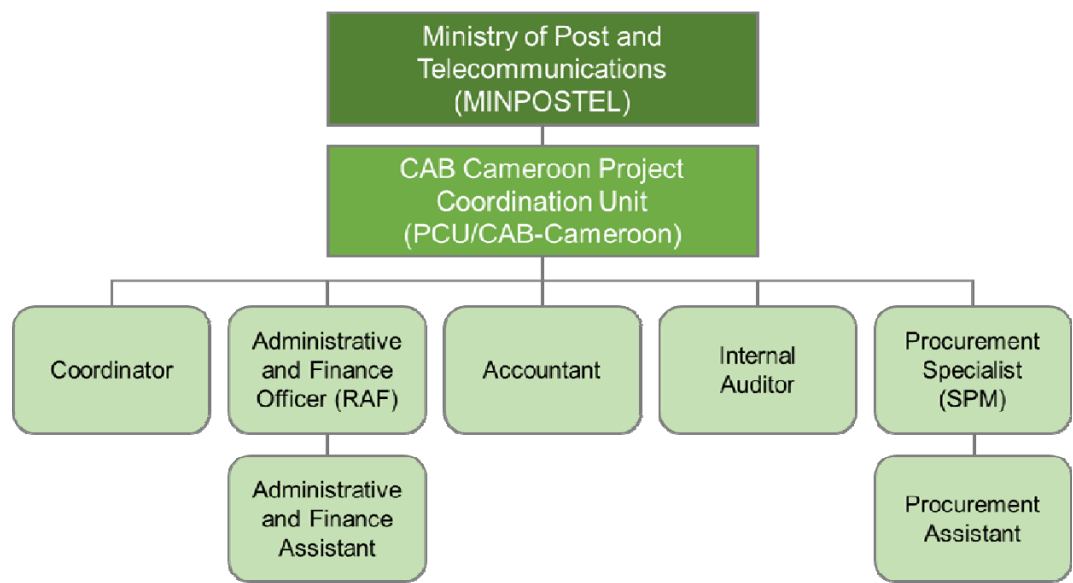 Ministry of Post and
Telecommunications
(MINPOSTEL)
CAB Cameroon Project
Coordination Unit
(PCU/CAB-Cameroon)
Coordinator
Administrative
and Finance
Officer (RAF)
Accountant
Internal
Auditor
Procurement
Specialist
(SPM)
Administrative
and Finance
Assistant
Procurement
Assistant